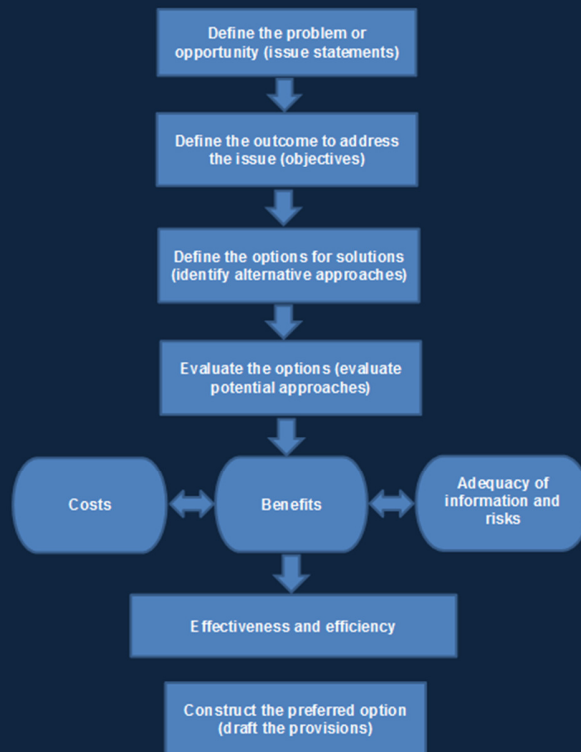 Define the problem or
opportunity (issue statements)
Define the outcome to address
the issue (objectives)
Define the options for solutions
(identify alternative approaches)
Evaluate the options (evaluate
potential approaches)
Costs
Benefits
Adequacy of
information and
risks
Effectiveness and efficiency
Construct the preferred option
(draft the provisions)